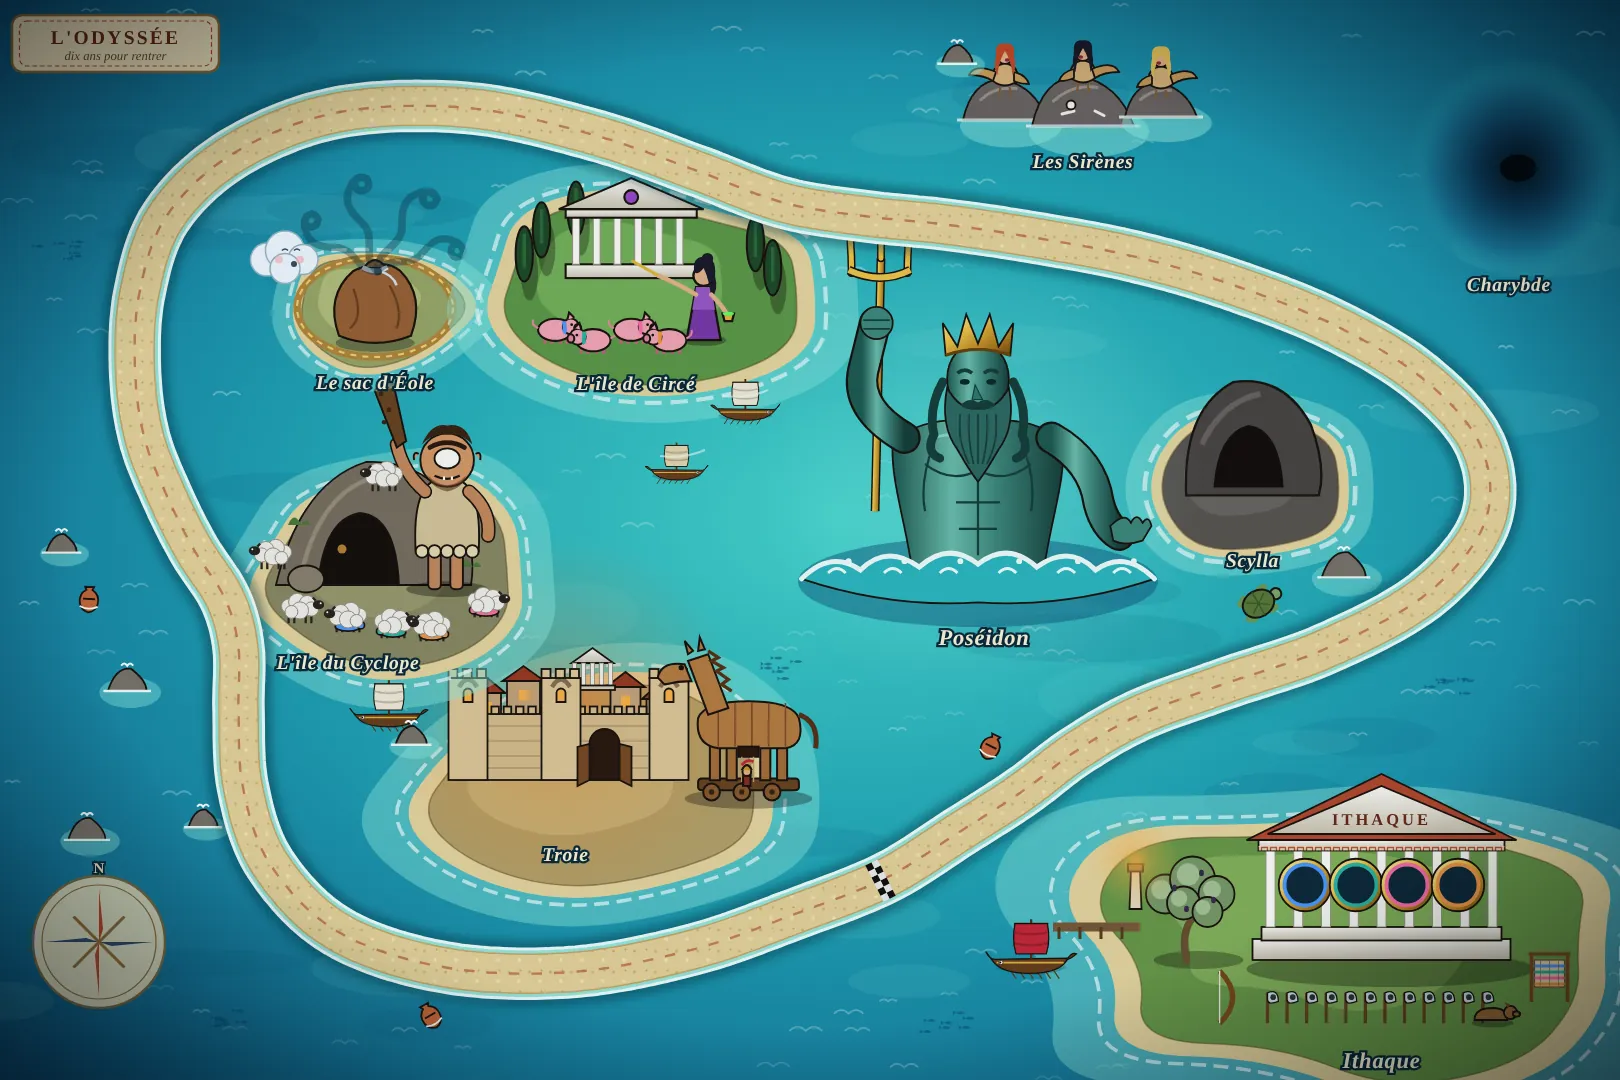 L'ODYSSÉE
dix ans pour rentrer
Les Sirènes
Charybde
Le sac d'Éole
L'île de Circé
Scylla
Poséidon
L'île du Cyclope
ITHAQUE
Troie
N
Ithaque